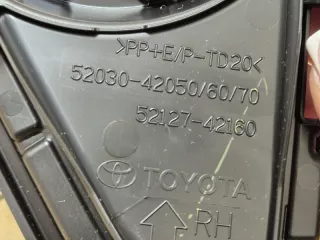 >PP+E/P-TD20<
52030-42050/60/70
52127-42160
TOYOTA
RH